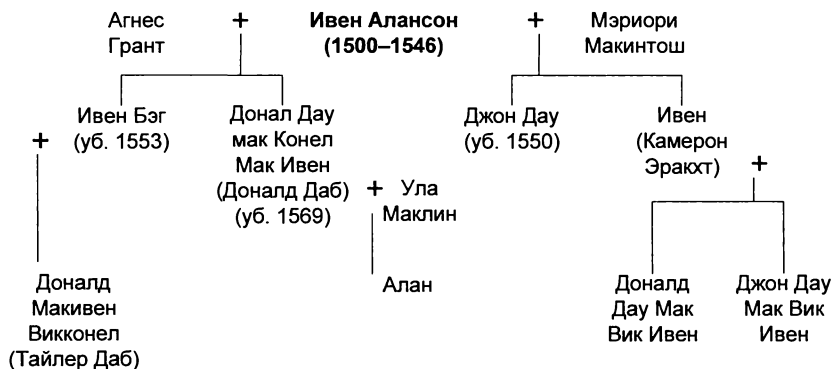 Агнес
Грант
+
Ивен Алансон
(1500–1546)
+
Мэриори
Макинтош
+
Ивен Бэг
(уб. 1553)
Донал Дау
мак Конел
Мак Ивен
(Доналд Даб)
(уб. 1569)
+
Ула
Маклин
Джон Дау
(уб. 1550)
Ивен
(Камерон
Эракхт)
+
Доналд
Макивен
Викконел
(Тайлер Даб)
Алан
Доналд
Дау Мак
Вик Ивен
Джон Дау
Мак Вик
Ивен